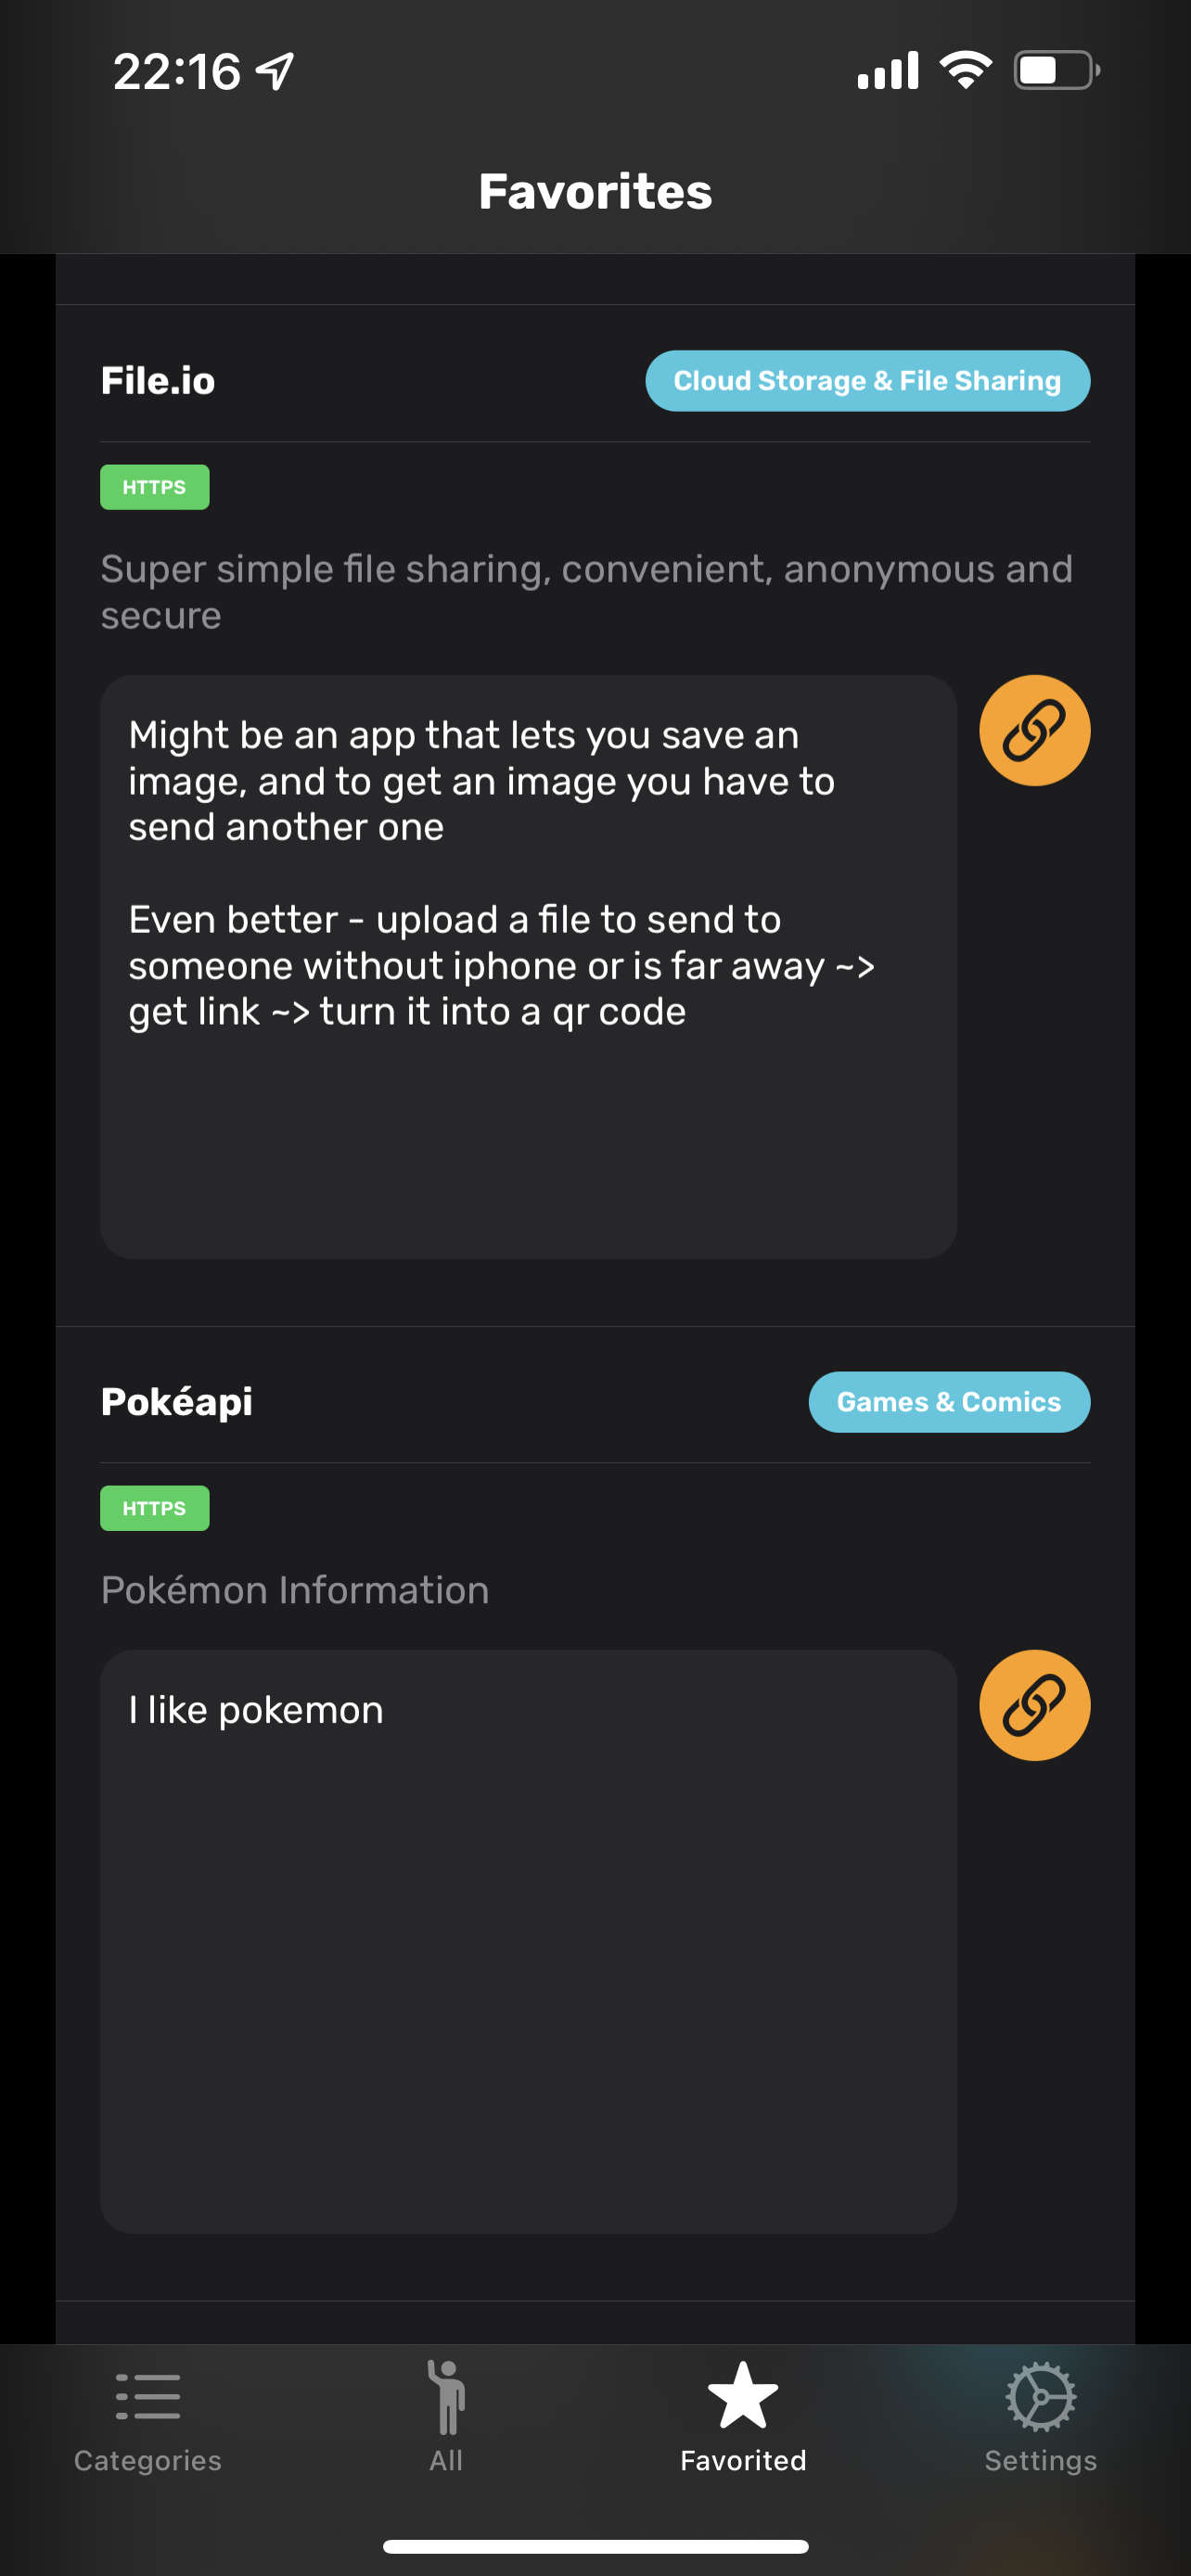 22:16
Favorites
File.io
Cloud Storage & File Sharing
HTTPS
Super simple file sharing, convenient, anonymous and
secure
Might be an app that lets you save an
image, and to get an image you have to
send another one
Even better - upload a file to send to
someone without iphone or is far away ~>
get link ~> turn it into a qr code
Pokéapi
Games & Comics
HTTPS
Pokémon Information
I like pokemon
Categories
All
Favorited
Settings